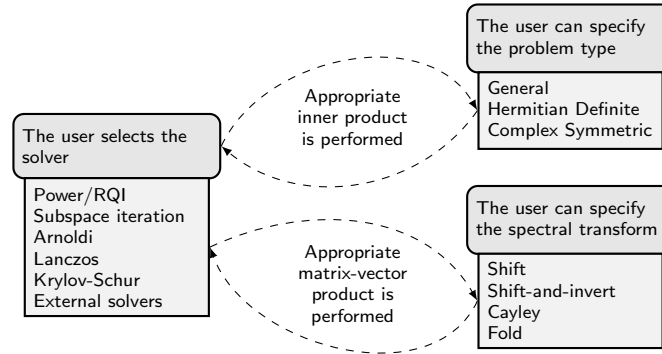 The user can specify
the problem type
General
Hermitian Definite
Complex Symmetric
Appropriate
inner product
is performed
The user selects the
solver
Power/RQI
Subspace iteration
Arnoldi
Lanczos
Krylov-Schur
External solvers
Appropriate
matrix-vector
product is
performed
The user can specify
the spectral transform
Shift
Shift-and-invert
Cayley
Fold